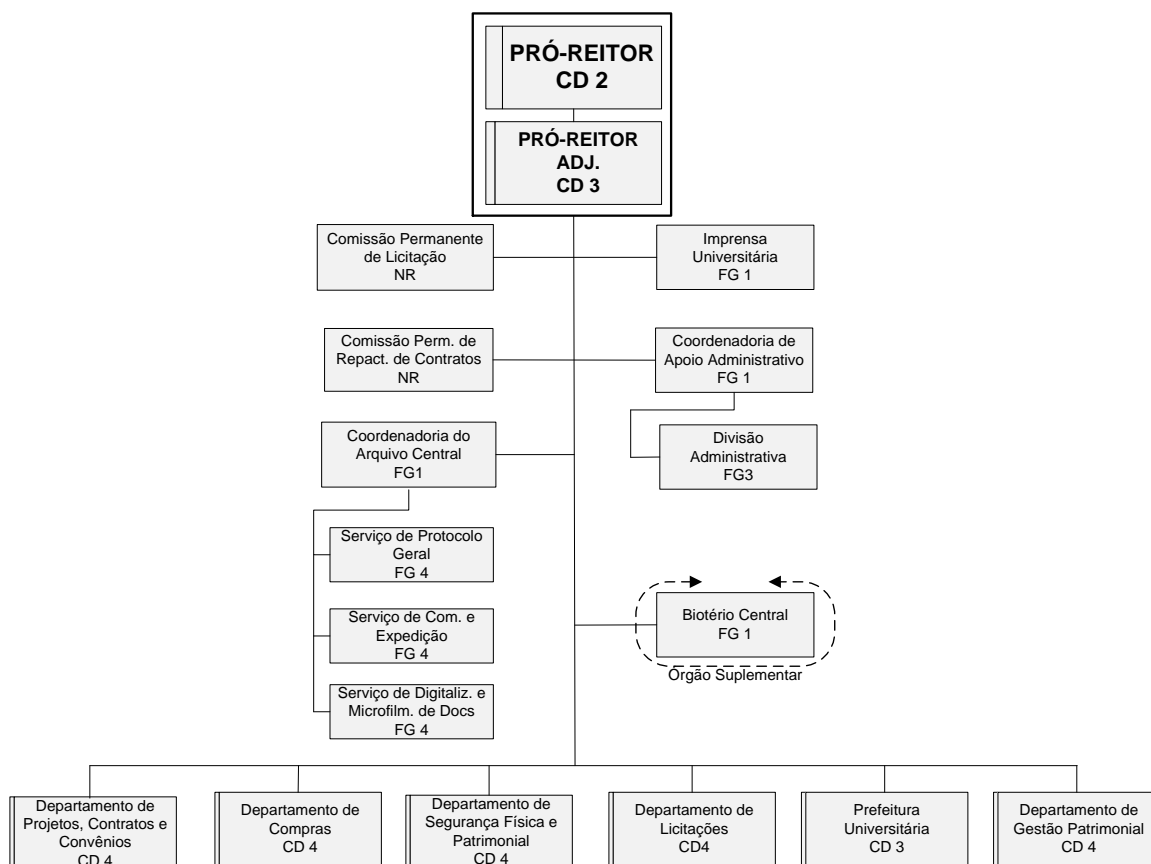 PRÓ-REITOR
CD 2
PRÓ-REITOR
ADJ.
CD 3
Comissão Permanente
de Licitação
NR
Imprensa
Universitária
FG 1
Comissão Perm. de
Repact. de Contratos
NR
Coordenadoria de
Apoio Administrativo
FG 1
Coordenadoria do
Arquivo Central
FG1
Divisão
Administrativa
FG3
Serviço de Protocolo
Geral
FG 4
Serviço de Com. e
Expedição
FG 4
Biotério Central
FG 1
Órgão Suplementar
Serviço de Digitaliz. e
Microfilm. de Docs
FG 4
Departamento de
Projetos, Contratos e
Convênios
CD 4
Departamento de
Compras
CD 4
Departamento de
Segurança Física e
Patrimonial
CD 4
Departamento de
Licitações
CD4
Prefeitura
Universitária
CD 3
Departamento de
Gestão Patrimonial
CD 4